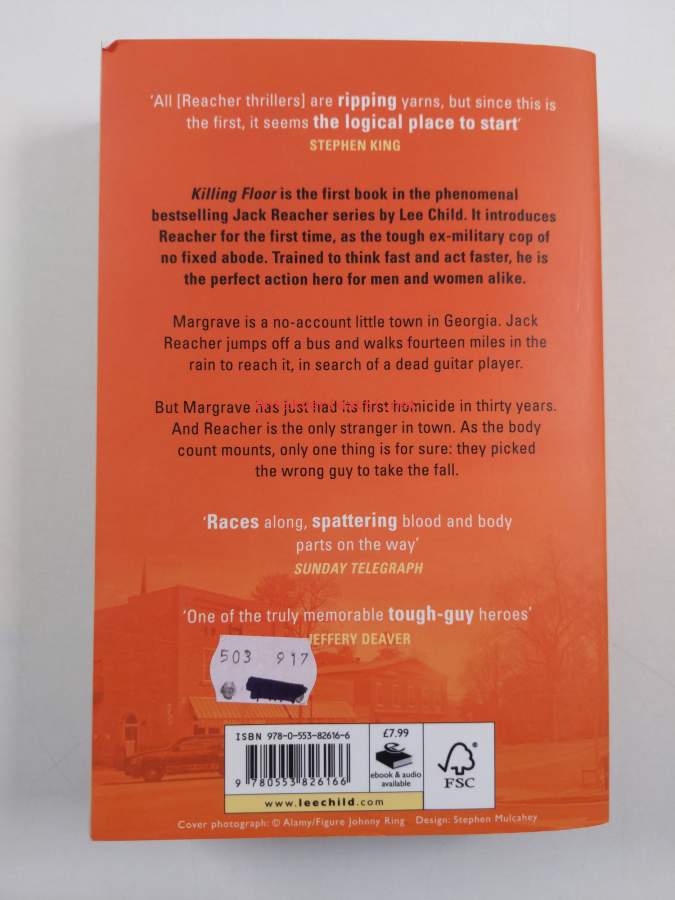 ‘All [Reacher thrillers] are ripping yarns, but since this is
the first, it seems the logical place to start’
STEPHEN KING
Killing Floor is the first book in the phenomenal
bestselling Jack Reacher series by Lee Child. It introduces
Reacher for the first time, as the tough ex-military cop of
no fixed abode. Trained to think fast and act faster, he is
the perfect action hero for men and women alike.
Margrave is a no-account little town in Georgia. Jack
Reacher jumps off a bus and walks fourteen miles in the
rain to reach it, in search of a dead guitar player.
But Margrave has just had its first homicide in thirty years.
And Reacher is the only stranger in town. As the body
count mounts, only one thing is for sure: they picked
the wrong guy to take the fall.
‘Races along, spattering blood and body
parts on the way’
SUNDAY TELEGRAPH
‘One of the truly memorable tough-guy heroes’
JEFFERY DEAVER
503 917
ISBN 978-0-553-82616-6
9 780553 826166
www.leechild.com
£7.99
ebook & audio
available
FSC
Cover photograph: © Alamy/Figure Johnny Ring Design: Stephen Mulcahey